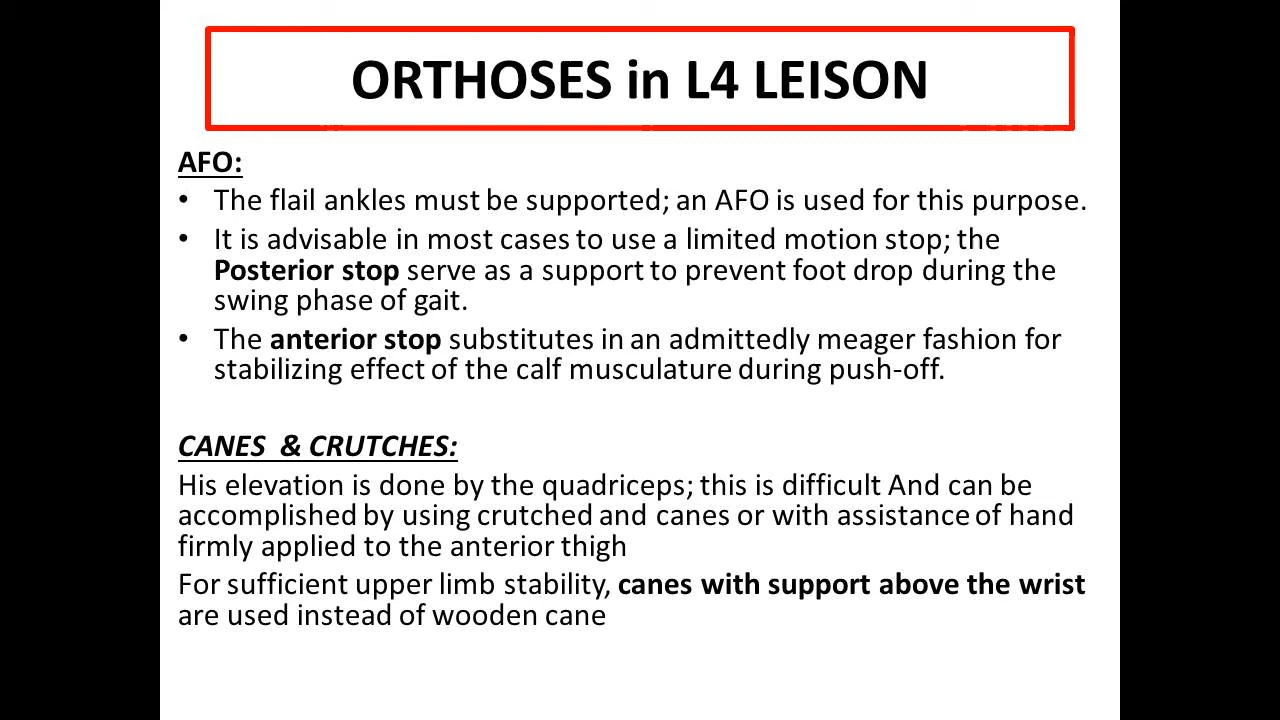 ORTHOSES in L4 LEISON
AFO:
• The flail ankles must be supported; an AFO is used for this purpose.
• It is advisable in most cases to use a limited motion stop; the
Posterior stop serve as a support to prevent foot drop during the
swing phase of gait.
• The anterior stop substitutes in an admittedly meager fashion for
stabilizing effect of the calf musculature during push-off.
CANES & CRUTCHES:
His elevation is done by the quadriceps; this is difficult And can be
accomplished by using crutched and canes or with assistance of hand
firmly applied to the anterior thigh
For sufficient upper limb stability, canes with support above the wrist
are used instead of wooden cane